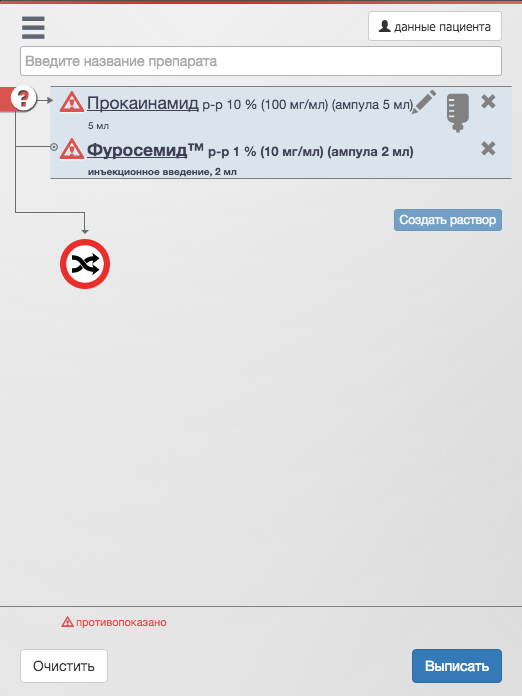 данные пациента
Введите название препарата
? Прокаинамид р-р 10 % (100 мг/мл) (ампула 5 мл)
5 мл
Фуросемид™ р-р 1 % (10 мг/мл) (ампула 2 мл)
инъекционное введение, 2 мл
Создать раствор
противопоказано
Очистить
Выписать